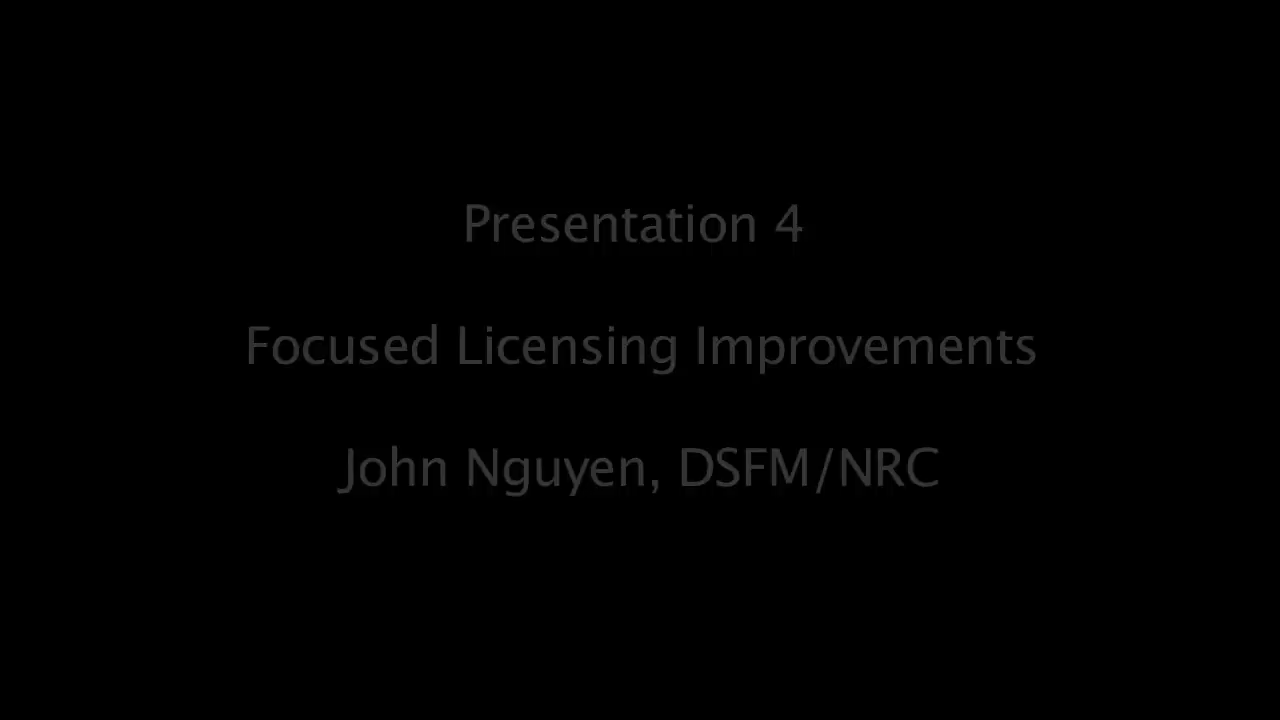 Presentation 4
Focused Licensing Improvements
John Nguyen, DSFM/NRC